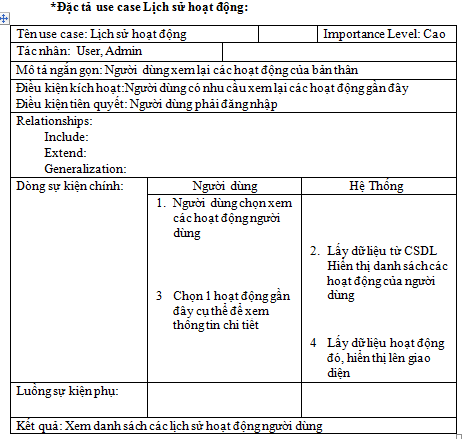 *Đặc tả use case Lịch sử hoạt động:
Tên use case: Lịch sử hoạt động
Importance Level: Cao
Tác nhân: User, Admin
Mô tả ngắn gọn: Người dùng xem lại các hoạt động của bản thân
Điều kiện kích hoạt:Người dùng có nhu cầu xem lại các hoạt động gần đây
Điều kiện tiên quyết: Người dùng phải đăng nhập
Relationships:
Include:
Extend:
Generalization:
Dòng sự kiện chính:
Người dùng
Hệ Thống
1. Người dùng chọn xem
các hoạt động người
dùng
2. Lấy dữ liệu từ CSDL
Hiển thị danh sách các
hoạt động của người
dùng
3 Chọn 1 hoạt động gần
đây cụ thể để xem
thông tin chi tiết
4 Lấy dữ liệu hoạt động
đó, hiển thị lên giao
diện
Luồng sự kiện phụ:
Kết quả: Xem danh sách các lịch sử hoạt động người dùng